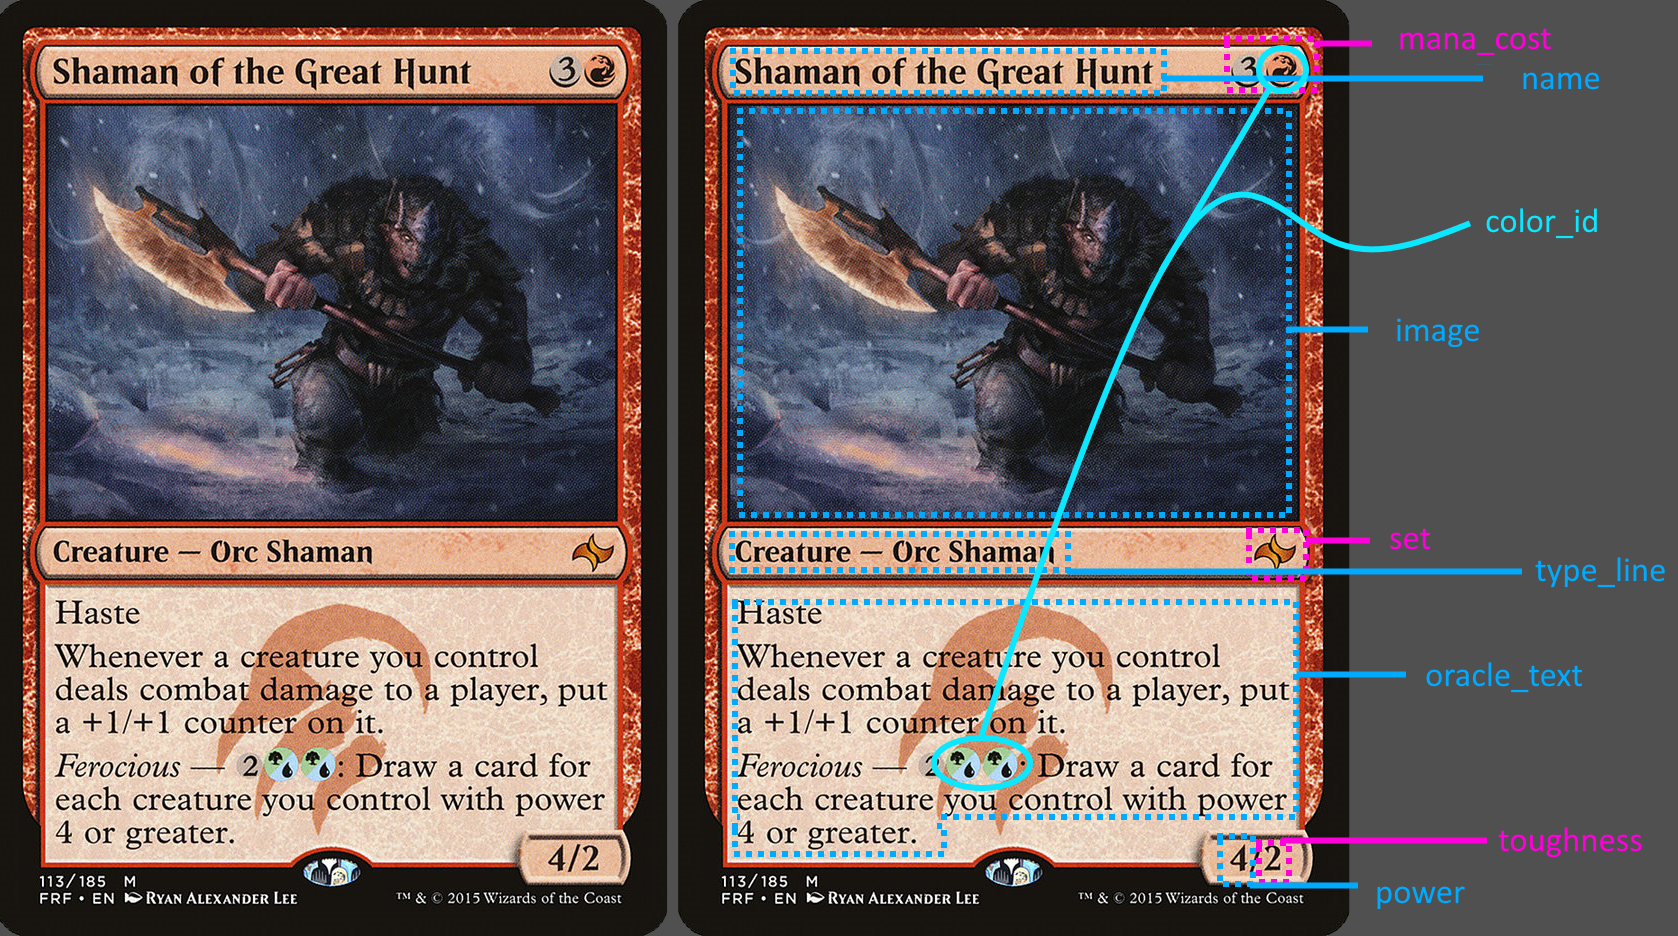 Shaman of the Great Hunt 3
Creature — Orc Shaman
Haste
Whenever a creature you control
deals combat damage to a player, put
a +1/+1 counter on it.
Ferocious — 2 : Draw a card for
each creature you control with power
4 or greater.
4/2
113/185 M
FRF • EN RYAN ALEXANDER LEE
™ & © 2015 Wizards of the Coast
Shaman of the Great Hunt 3
Creature — Orc Shaman
Haste
Whenever a creature you control
deals combat damage to a player, put
a +1/+1 counter on it.
Ferocious — 2 : Draw a card for
each creature you control with power
4 or greater.
4/2
113/185 M
FRF • EN RYAN ALEXANDER LEE
™ & © 2015 Wizards of the Coast
mana_cost
name
color_id
image
set
type_line
oracle_text
toughness
power